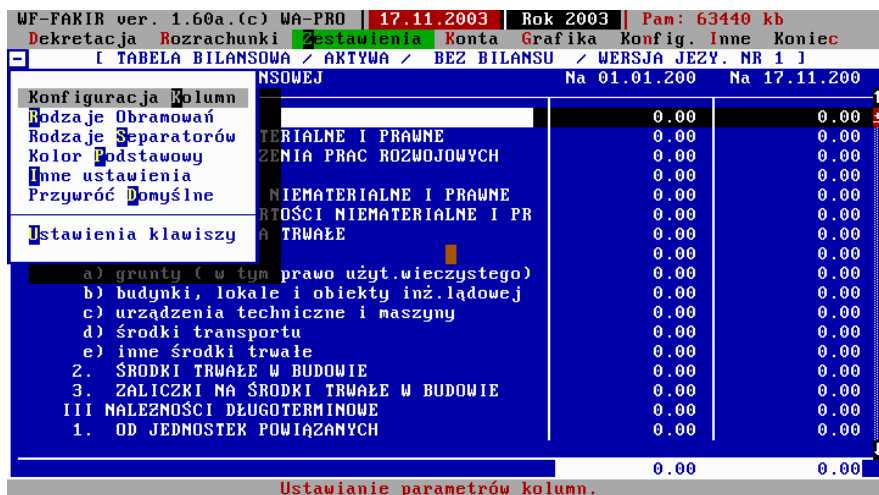 WF-FAKIR ver. 1.60a.(c) WA-PRO 17.11.2003 Rok 2003 Pam: 63440 kb
Dekretacja Rozrachunki Zestawienia Konta Grafika Konfig. Inne Koniec
[ TABELA BILANSOWA / AKTYWA / BEZ BILANSU / WERSJA JEZY. NR 1 ]
NSOWEJ Na 01.01.200 Na 17.11.200
Konfiguracja Kolumn
Rodzaje Obramowań 0.00 0.00
Rodzaje Separatorów TERIALNE I PRAWNE 0.00 0.00
Kolor Podstawowy ZENIA PRAC ROZWOJOWYCH 0.00 0.00
Inne ustawienia 0.00 0.00
Przywróć Domyślne NIEMATERIALNE I PRAWNE 0.00 0.00
RTOŚCI NIEMATERIALNE I PR 0.00 0.00
Ustawienia klawiszy A TRWAŁE 0.00 0.00
0.00 0.00
a) grunty ( w tym prawo użyt.wieczystego) 0.00 0.00
b) budynki, lokale i obiekty inż.lądowej 0.00 0.00
c) urządzenia techniczne i maszyny 0.00 0.00
d) środki transportu 0.00 0.00
e) inne środki trwałe 0.00 0.00
2. ŚRODKI TRWAŁE W BUDOWIE 0.00 0.00
3. ZALICZKI NA ŚRODKI TRWAŁE W BUDOWIE 0.00 0.00
III NALEZNOŚCI DŁUGOTERMINOWE 0.00 0.00
1. OD JEDNOSTEK POWIĄZANYCH 0.00 0.00
0.00 0.00
Ustawianie parametrów kolumn.